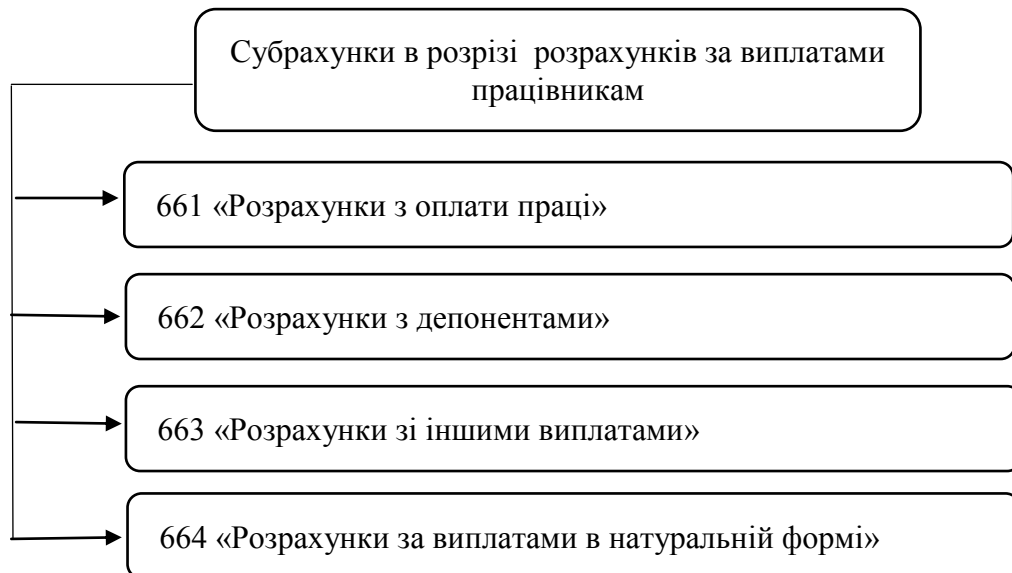 Субрахунки в розрізі розрахунків за виплатами
працівникам
661 «Розрахунки з оплати праці»
662 «Розрахунки з депонентами»
663 «Розрахунки зі іншими виплатами»
664 «Розрахунки за виплатами в натуральній формі»